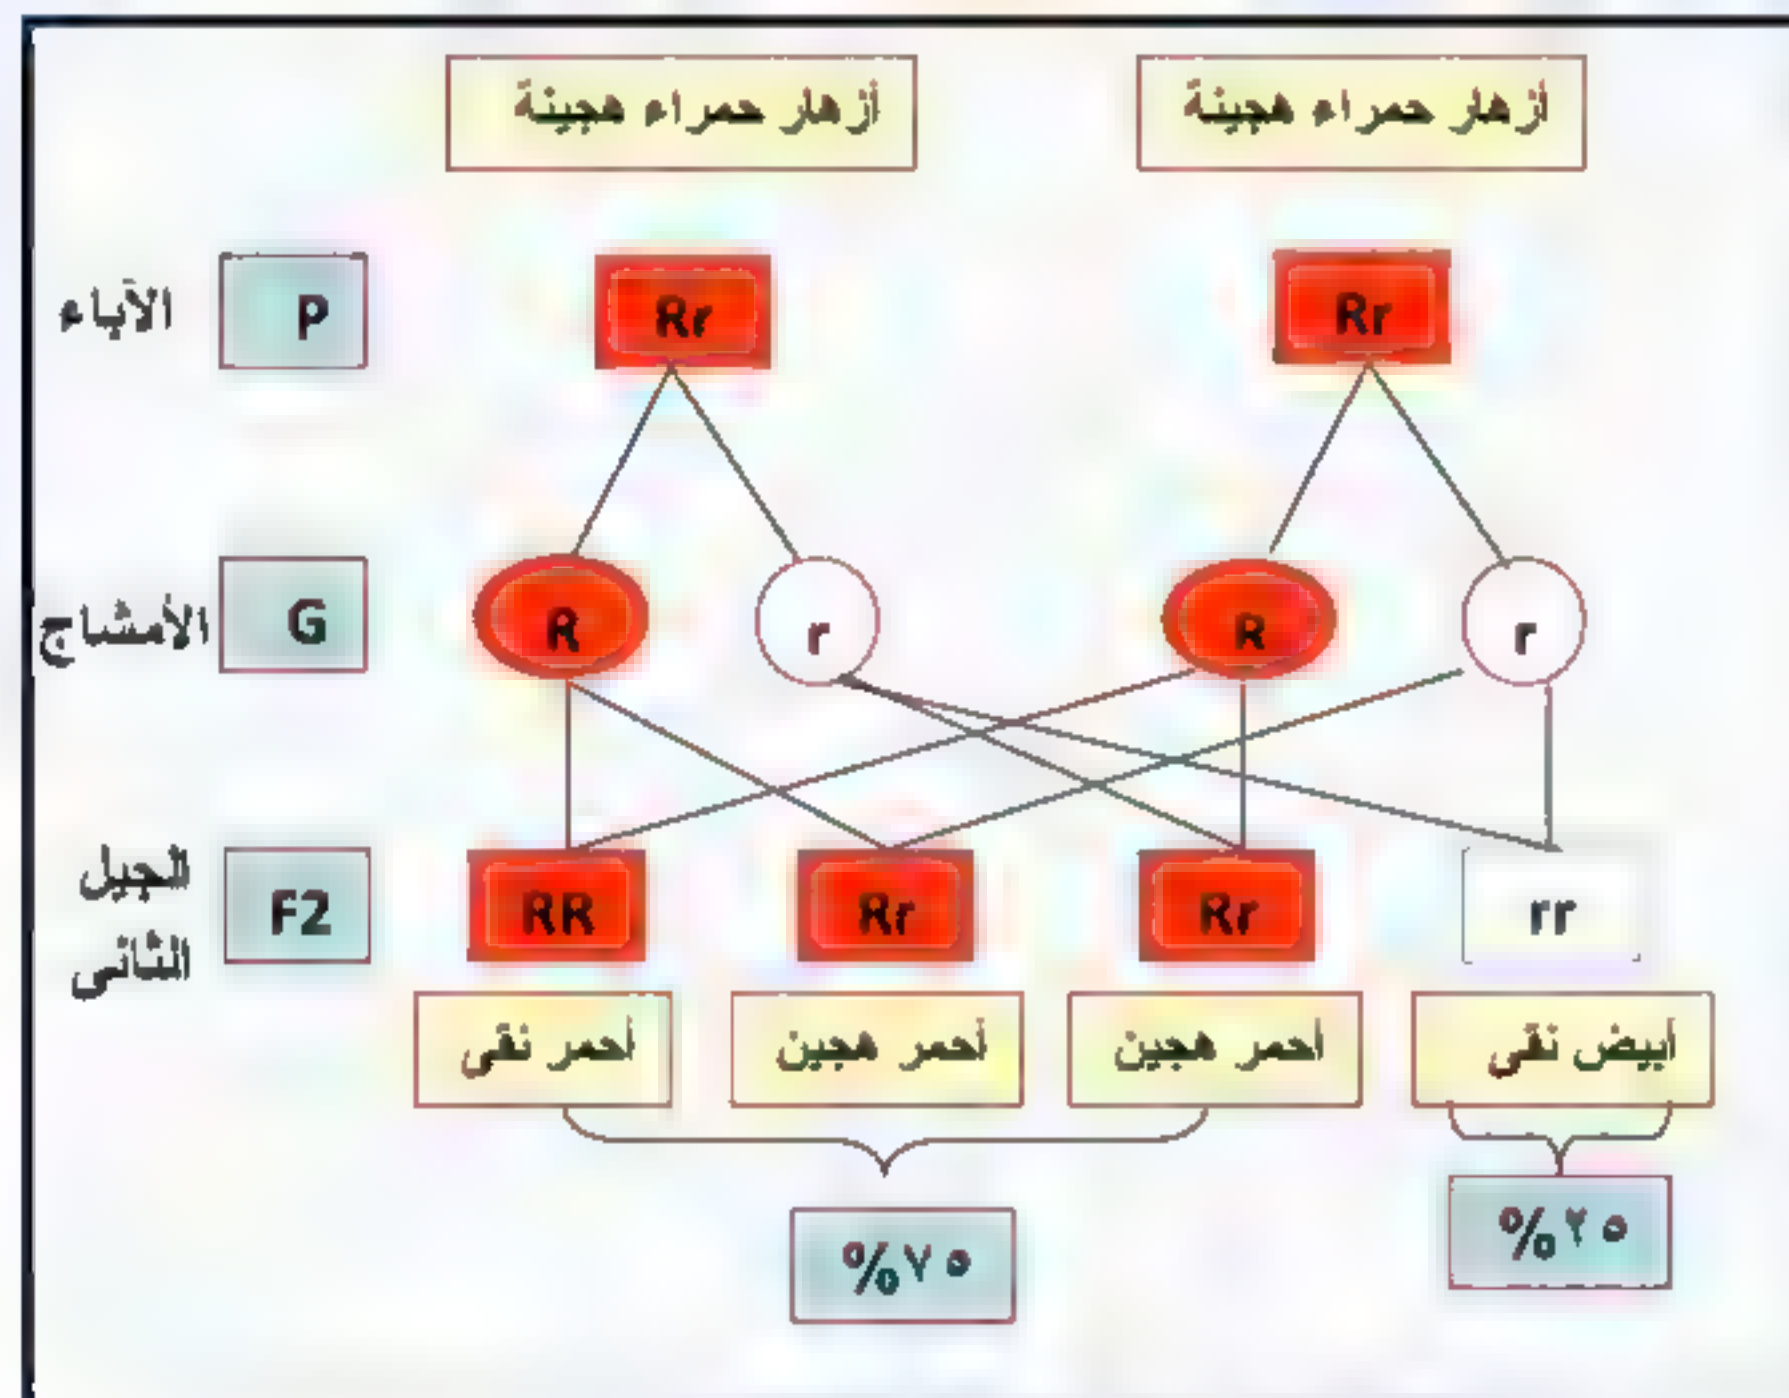 أزهار حمراء هجينة
أزهار حمراء هجينة
الآباء P Rr Rr
الأمشاج G R r R r
الجيل
الثانى
F2 RR Rr Rr rr
أحمر نقى أحمر هجين أحمر هجين أبيض نقى
%٧٥
%٢٥